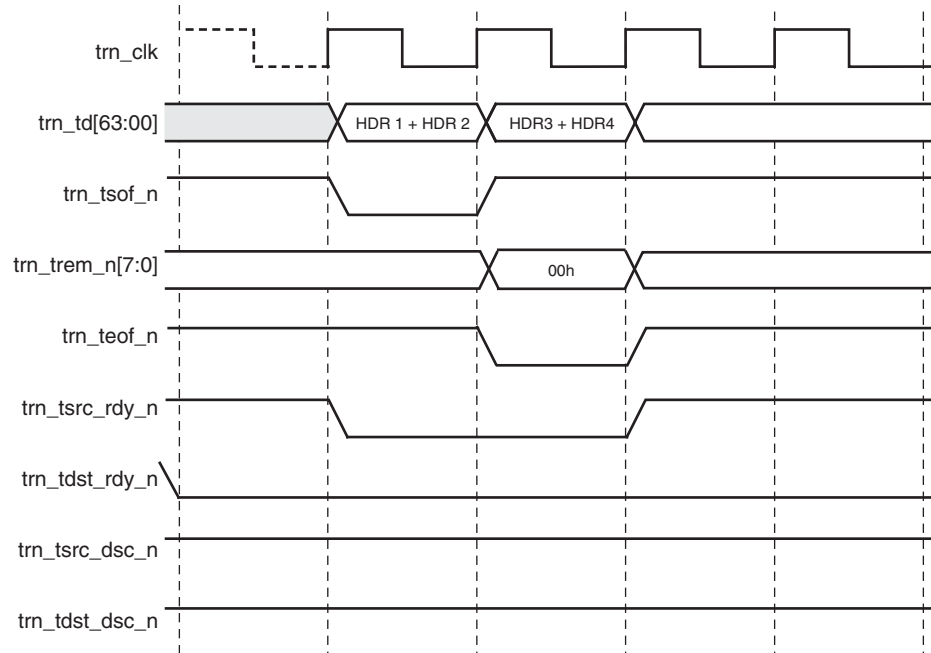 trn_clk
trn_td[63:00]
HDR 1 + HDR 2
HDR3 + HDR4
trn_tsof_n
trn_trem_n[7:0]
00h
trn_teof_n
trn_tsrc_rdy_n
trn_tdst_rdy_n
trn_tsrc_dsc_n
trn_tdst_dsc_n